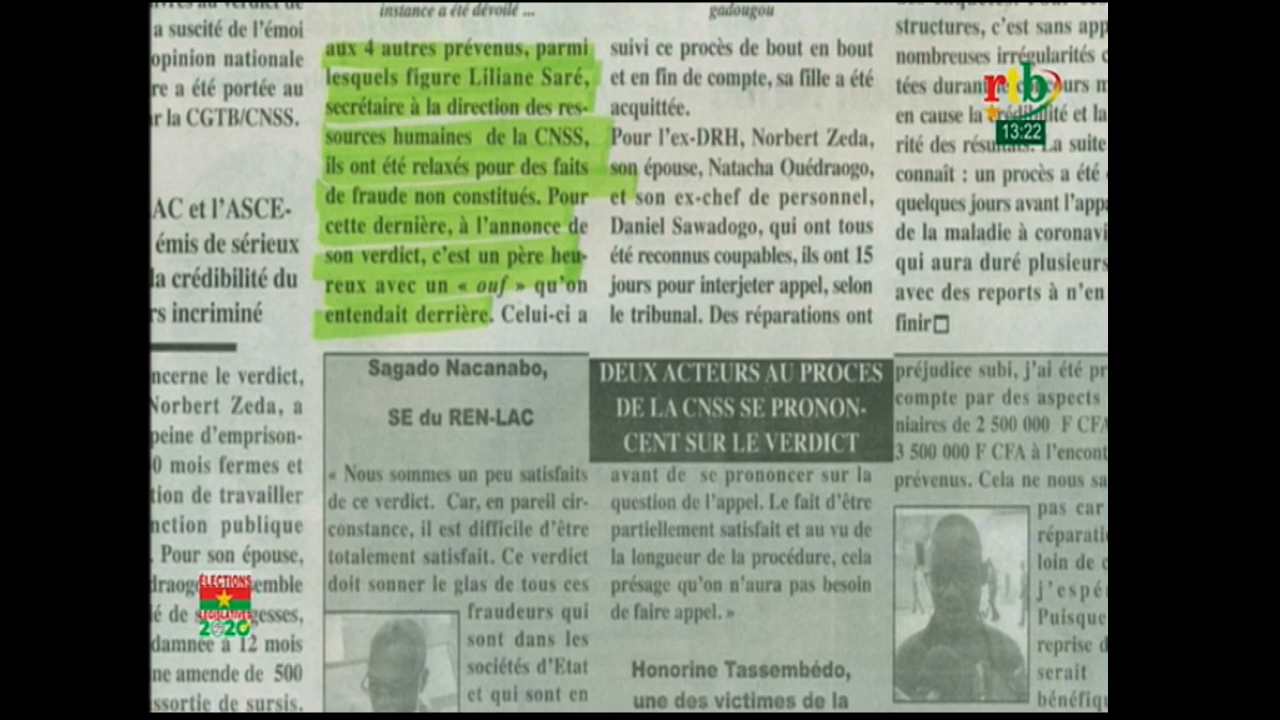 a suscité de l'émoi
opinion nationale
re a été portée au
r la CGTB/CNSS.
AC et l'ASCE-
émis de sérieux
la crédibilité du
rs incriminé
ncerne le verdict,
Norbert Zeda, a
peine d'emprison-
0 mois fermes et
tion de travailler
nction publique
. Pour son épouse,
draogo
emble
é de
gesses,
damnée à 12 mois
ne amende de 500
ssortie de sursis.
instance a été dévoilé ...
aux 4 autres prévenus, parmi
lesquels figure Liliane Saré,
secrétaire à la direction des res-
sources humaines de la CNSS,
ils ont été relaxés pour des faits
de fraude non constitués. Pour
cette dernière, à l'annonce de
son verdict, c'est un père heu-
reux avec un « ouf » qu'on
entendait derrière. Celui-ci a
gadougou
suivi ce procès de bout en bout
et en fin de compte, sa fille a été
acquittée.
Pour l'ex-DRH, Norbert Zeda,
son épouse, Natacha Ouédraogo,
et son ex-chef de personnel,
Daniel Sawadogo, qui ont tous
été reconnus coupables, ils ont 15
jours pour interjeter appel, selon
le tribunal. Des réparations ont
structures, c'est sans app
nombreuses irrégularités c
tées durant le concours m
en cause la crédibilité et la
rité des résultats. La suite
connaît : un procès a été
quelques jours avant l'appa
de la maladie à coronavi
qui aura duré plusieurs
avec des reports à n'en
finir
Sagado Nacanabo,
SE du REN-LAC
« Nous sommes un peu satisfaits
de ce verdict. Car, en pareil cir-
constance, il est difficile d'être
totalement satisfait. Ce verdict
doit sonner le glas de tous ces
fraudeurs qui
sont dans les
sociétés d'Etat
et qui sont en
DEUX ACTEURS AU PROCES
DE LA CNSS SE PRONON-
CENT SUR LE VERDICT
avant de se prononcer sur la
question de l'appel. Le fait d'être
partiellement satisfait et au vu de
la longueur de la procédure, cela
présage qu'on n'aura pas besoin
de faire appel. »
Honorine Tassembédo,
une des victimes de la
préjudice subi, j'ai été pr
compte par des aspects
niaires de 2 500 000 F CFA
3 500 000 F CFA à l'encont
prévenus. Cela ne nous sa
pas car
réparati
loin de c
j'espé
Puisque
reprise d
serait
bénéfiq
rtb
13:22
ÉLECTIONS
LEGISLATIVES
2020